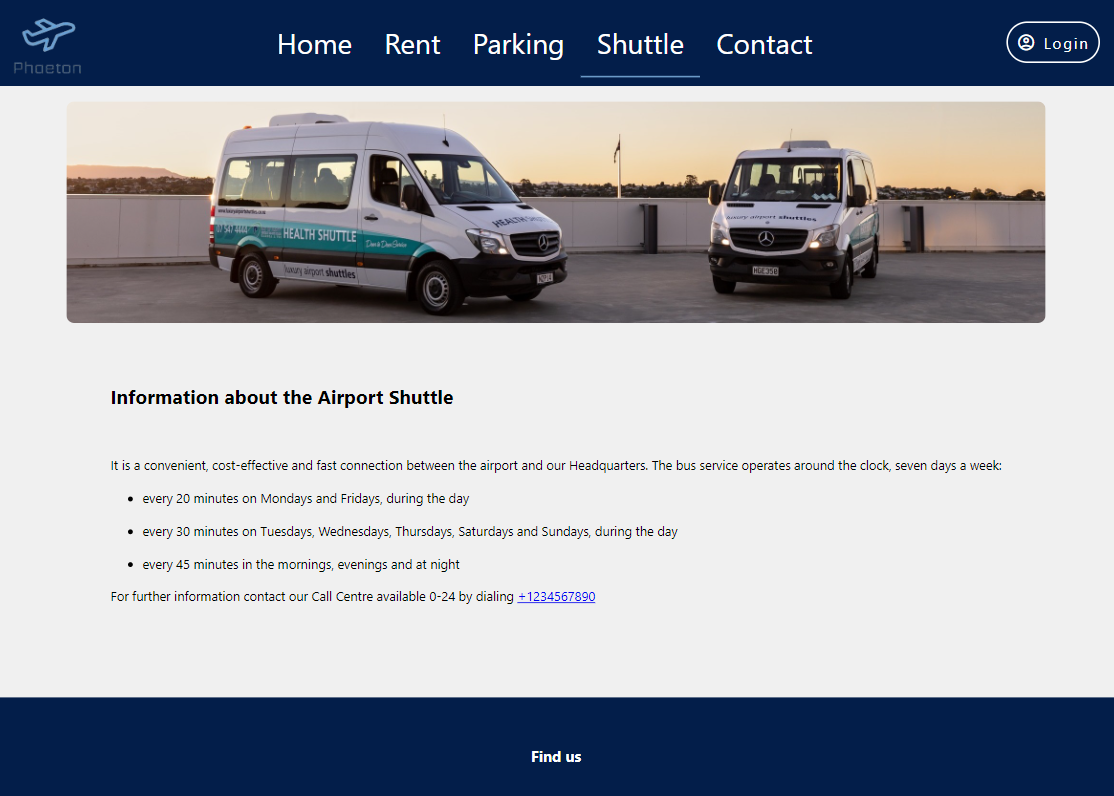 Phaeton
Home Rent Parking Shuttle Contact
Login
HEALTH SHUTTLE
luxury airport shuttles
luxury airport shuttles
Information about the Airport Shuttle
It is a convenient, cost-effective and fast connection between the airport and our Headquarters. The bus service operates around the clock, seven days a week:
every 20 minutes on Mondays and Fridays, during the day
every 30 minutes on Tuesdays, Wednesdays, Thursdays, Saturdays and Sundays, during the day
every 45 minutes in the mornings, evenings and at night
For further information contact our Call Centre available 0-24 by dialing +1234567890
Find us